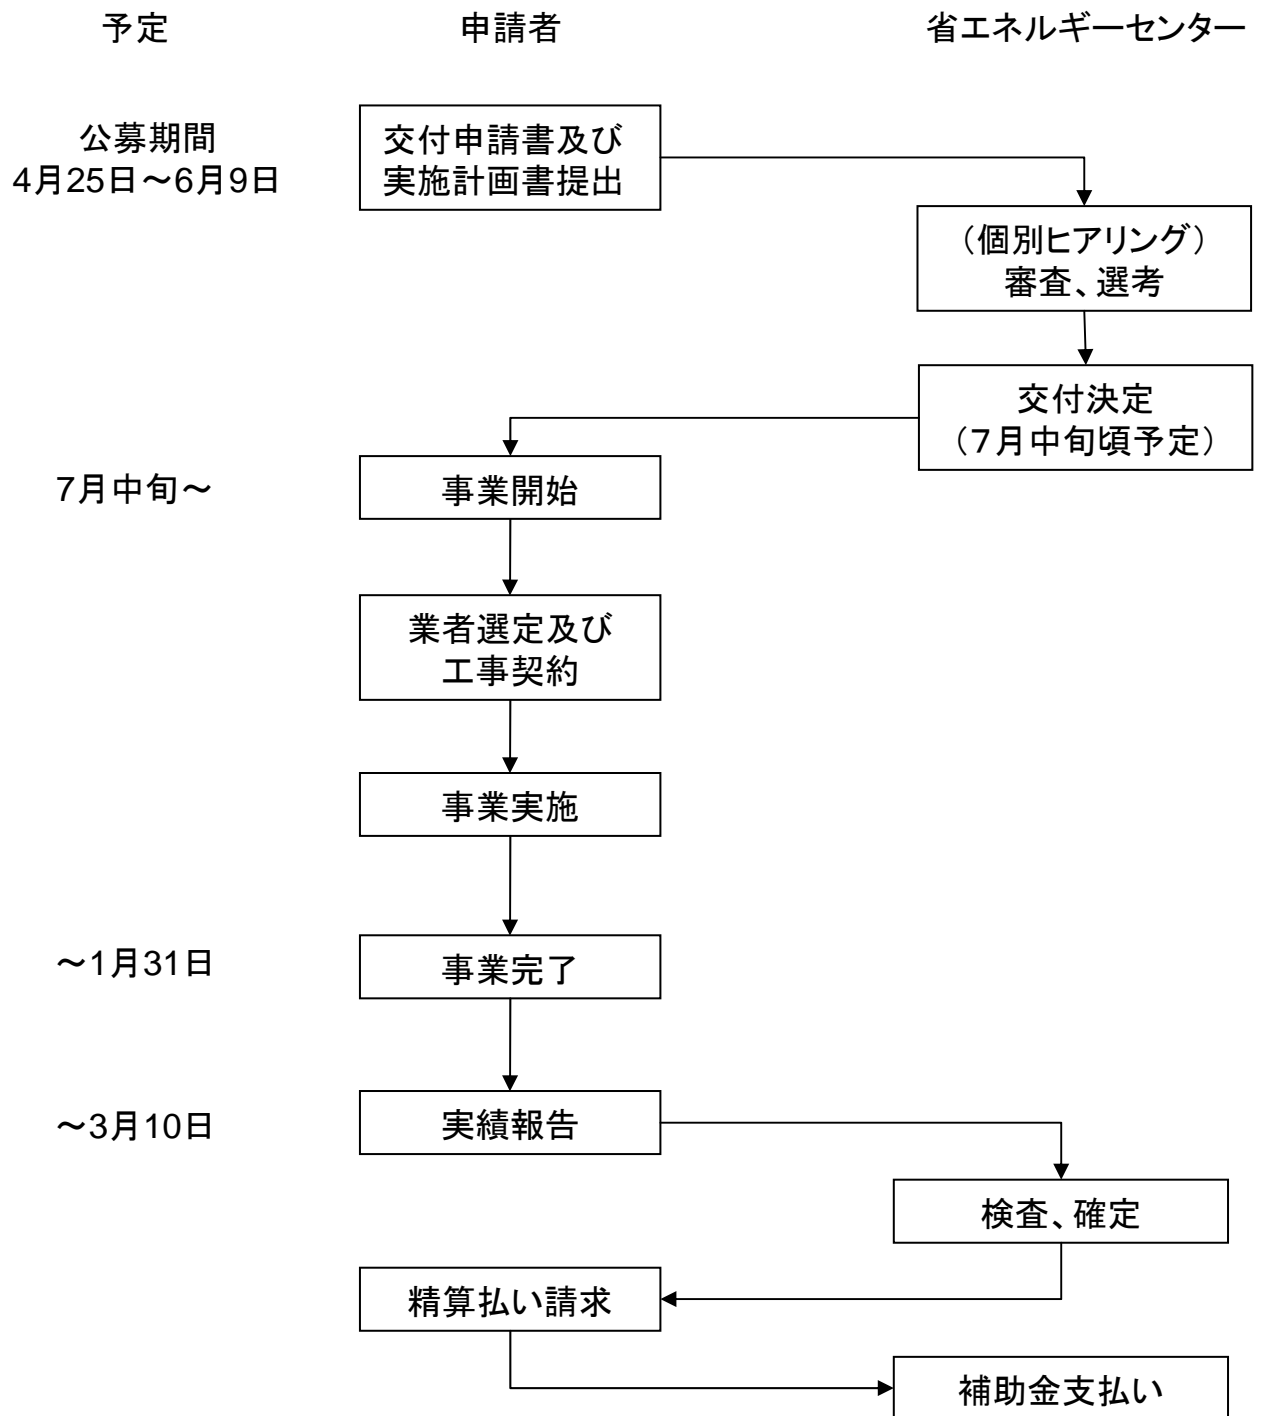 予定
申請者
省エネルギーセンター
公募期間
4月25日～6月9日
交付申請書及び
実施計画書提出
（個別ヒアリング）
審査、選考
交付決定
（7月中旬頃予定）
7月中旬～
事業開始
業者選定及び
工事契約
事業実施
～1月31日
事業完了
～3月10日
実績報告
検査、確定
精算払い請求
補助金支払い